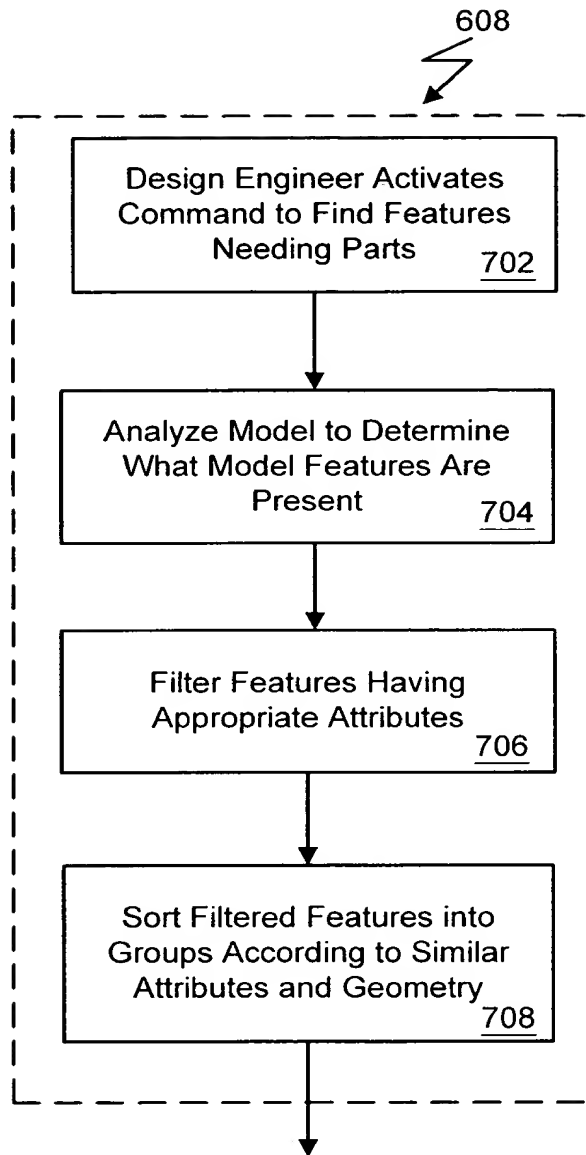 608
Design Engineer Activates
Command to Find Features
Needing Parts
702
Analyze Model to Determine
What Model Features Are
Present
704
Filter Features Having
Appropriate Attributes
706
Sort Filtered Features into
Groups According to Similar
Attributes and Geometry
708